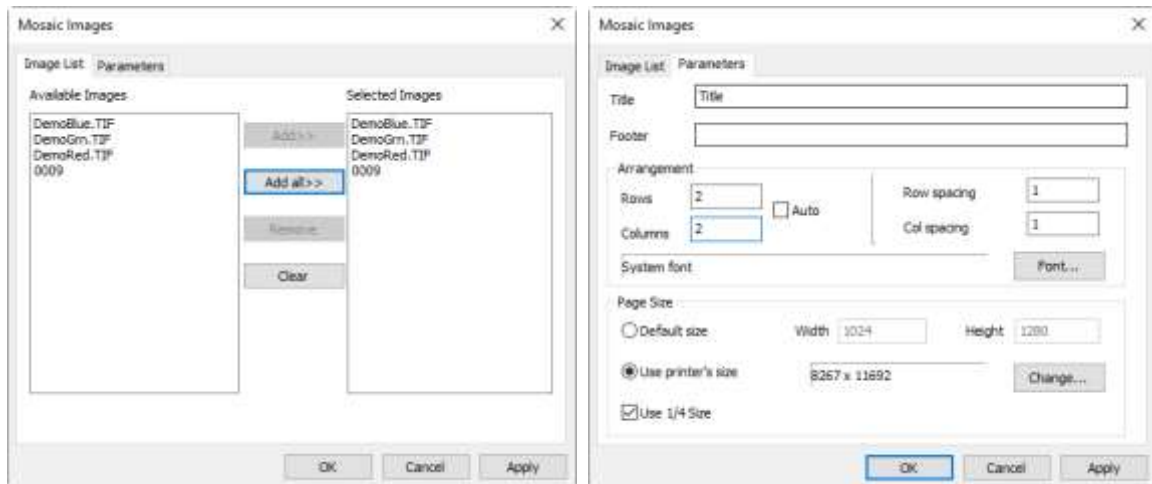 Mosaic Images
Image List Parameters
Available Images Selected Images
DemoBlue.TIF
DemoGrn.TIF
DemoRed.TIF
0009
Add>>
Add all>>
Remove
Clear
DemoBlue.TIF
DemoGrn.TIF
DemoRed.TIF
0009
OK Cancel Apply
Mosaic Images
Image List Parameters
Title Title
Footer
Arrangement
Rows 2
Columns 2
Auto
Row spacing 1
Col spacing 1
System font Font...
Page Size
Default size Width 1024 Height 1280
Use printer's size 8267 x 11692 Change...
Use 1/4 Size
OK Cancel Apply